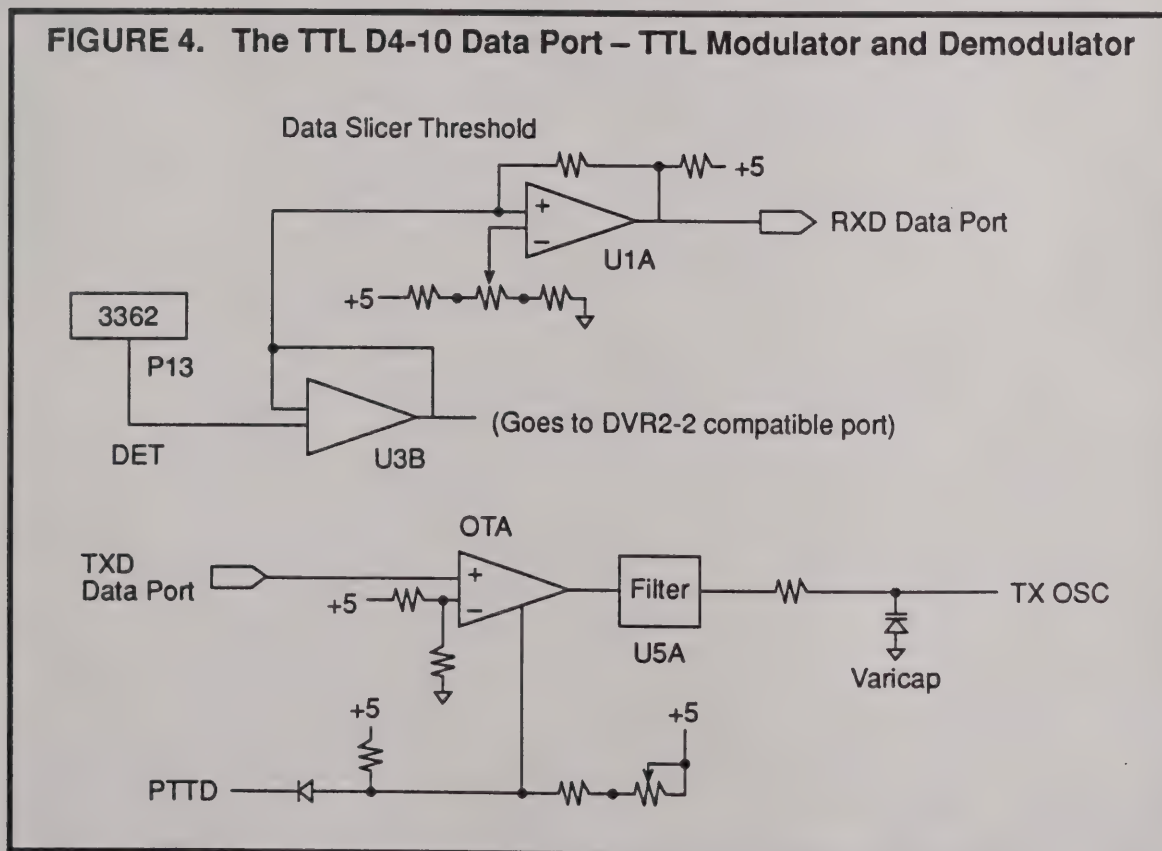 FIGURE 4. The TTL D4-10 Data Port – TTL Modulator and Demodulator
Data Slicer Threshold
+5
+
−
RXD Data Port
U1A
+5
3362
P13
DET
(Goes to DVR2-2 compatible port)
U3B
OTA
TXD
Data Port
+
−
+5
Filter
U5A
TX OSC
Varicap
+5
+5
PTTD